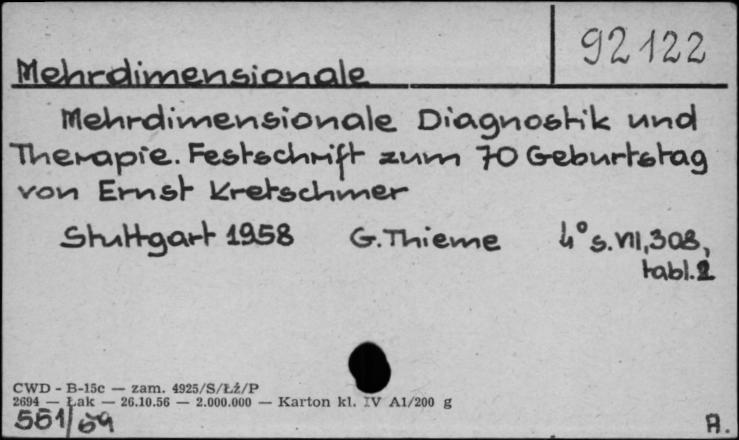 92122
Mehrdimensionale
Mehrdimensionale Diagnostik und
Therapie. Festschrift zum 70 Geburtstag
von Ernst Kretschmer
Stuttgart 1958 G. Thieme 4° s. VII, 308,
tabl. 2
CWD - B-15c — zam. 4925/S/Łź/P
2694 — Łak — 26.10.56 — 2.000.000 — Karton kl. IV A1/200 g
551/59 A.